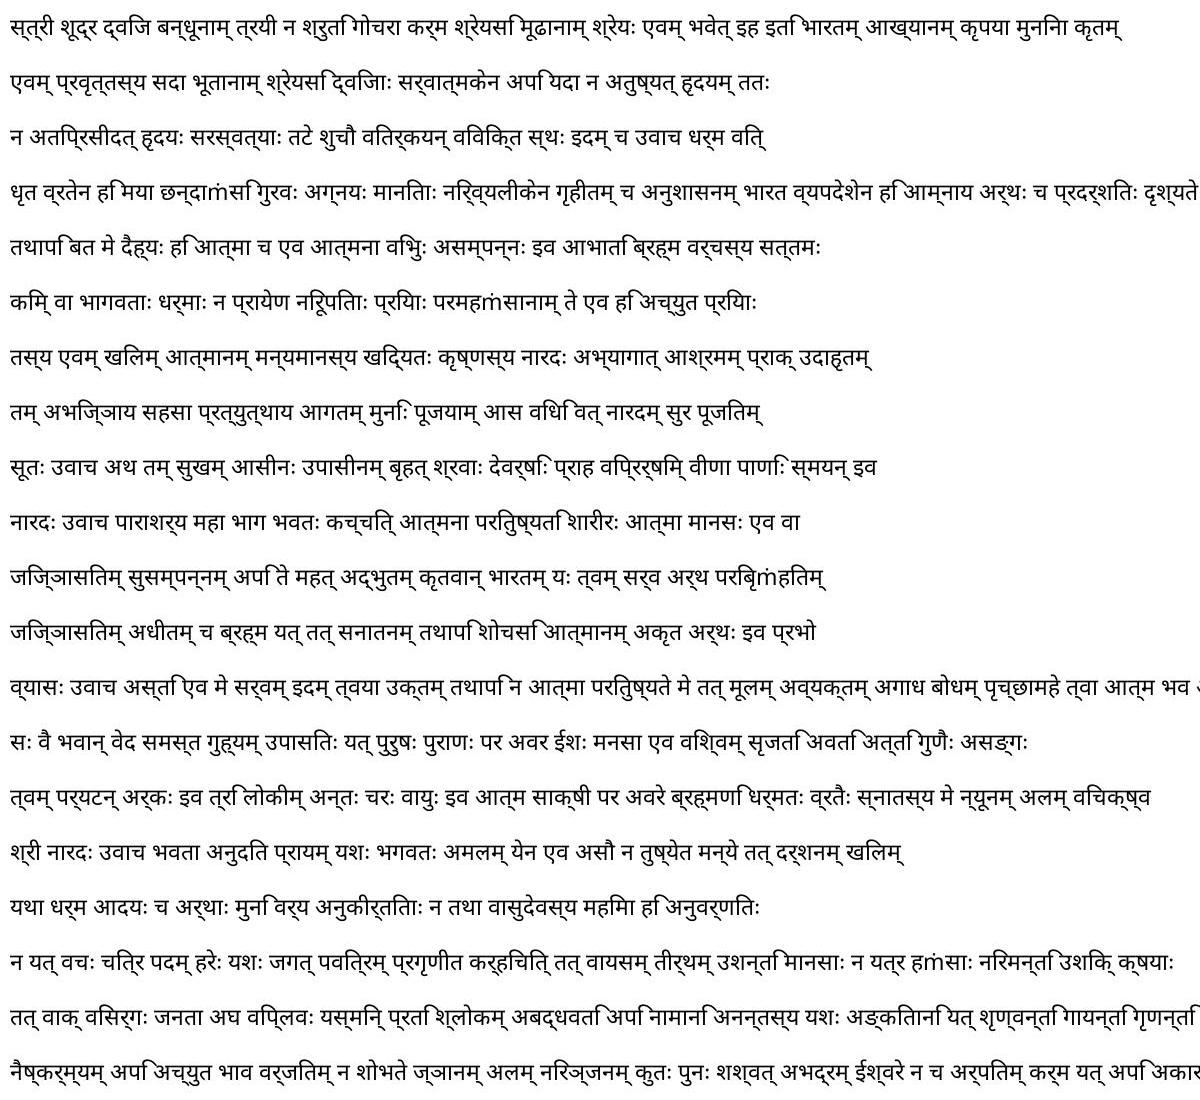 स्त्री शूद्र द्विज बन्धूनाम् त्रयी न श्रुति गोचरा कर्म श्रेयसि मूढानाम् श्रेयः एवम् भवेत् इह इति भारतम् आख्यानम् कृपया मुनिना कृतम्
एवम् प्रवृत्तस्य सदा भूतानाम् श्रेयसि द्विजाः सर्वात्मकेन अपि यदा न अतुष्यत् हृदयम् ततः
न अतिप्रसीदत् हृदयः सरस्वत्याः तटे शुचौ वितर्कयन् विविक्त स्थः इदम् च उवाच धर्म वित्
धृत व्रतेन हि मया छन्दाṁसि गुरवः अग्नयः मानिताः निर्व्यलीकेन गृहीतम् च अनुशासनम् भारत व्यपदेशेन हि आम्नाय अर्थः च प्रदर्शितः दृश्यते
तथापि बत मे दैह्यः हि आत्मा च एव आत्मना विभुः असम्पन्नः इव आभाति ब्रह्म वर्चस्य सत्तमः
किम् वा भागवताः धर्माः न प्रायेण निरूपिताः प्रियाः परमहṁसानाम् ते एव हि अच्युत प्रियाः
तस्य एवम् खिलम् आत्मानम् मन्यमानस्य खिद्यतः कृष्णस्य नारदः अभ्यागात् आश्रमम् प्राक् उदाहृतम्
तम् अभिज्ञाय सहसा प्रत्युत्थाय आगतम् मुनिः पूजयाम् आस विधि वत् नारदम् सुर पूजितम्
सूतः उवाच अथ तम् सुखम् आसीनः उपासीनम् बृहत् श्रवाः देवर्षिः प्राह विप्रर्षिम् वीणा पाणिः स्मयन् इव
नारदः उवाच पाराशर्य महा भाग भवतः कच्चित् आत्मना परितुष्यति शारीरः आत्मा मानसः एव वा
जिज्ञासितम् सुसम्पन्नम् अपि ते महत् अद्भुतम् कृतवान् भारतम् यः त्वम् सर्व अर्थ परिबृṁहितम्
जिज्ञासितम् अधीतम् च ब्रह्म यत् तत् सनातनम् तथापि शोचसि आत्मानम् अकृत अर्थः इव प्रभो
व्यासः उवाच अस्ति एव मे सर्वम् इदम् त्वया उक्तम् तथापि न आत्मा परितुष्यते मे तत् मूलम् अव्यक्तम् अगाध बोधम् पृच्छामहे त्वा आत्म भव
सः वै भवान् वेद समस्त गुह्यम् उपासितः यत् पुरुषः पुराणः पर अवर ईशः मनसा एव विश्वम् सृजति अवति अत्ति गुणैः असङ्गः
त्वम् पर्यटन् अर्कः इव त्रि लोकीम् अन्तः चरः वायुः इव आत्म साक्षी पर अवरे ब्रह्मणि धर्मतः व्रतैः स्नातस्य मे न्यूनम् अलम् विचक्ष्व
श्री नारदः उवाच भवता अनुदित प्रायम् यशः भगवतः अमलम् येन एव असौ न तुष्येत मन्ये तत् दर्शनम् खिलम्
यथा धर्म आदयः च अर्थाः मुनि वर्य अनुकीर्तिताः न तथा वासुदेवस्य महिमा हि अनुवर्णितः
न यत् वचः चित्र पदम् हरेः यशः जगत् पवित्रम् प्रगृणीत कर्हिचित् तत् वायसम् तीर्थम् उशन्ति मानसाः न यत्र हṁसाः निरमन्ति उशिक् क्षयाः
तत् वाक् विसर्गः जनता अघ विप्लवः यस्मिन् प्रति श्लोकम् अबद्धवति अपि नामानि अनन्तस्य यशः अङ्कितानि यत् शृण्वन्ति गायन्ति गृणन्ति
नैष्कर्म्यम् अपि अच्युत भाव वर्जितम् न शोभते ज्ञानम् अलम् निरञ्जनम् कुतः पुनः शश्वत् अभद्रम् ईश्वरे न च अर्पितम् कर्म यत् अपि